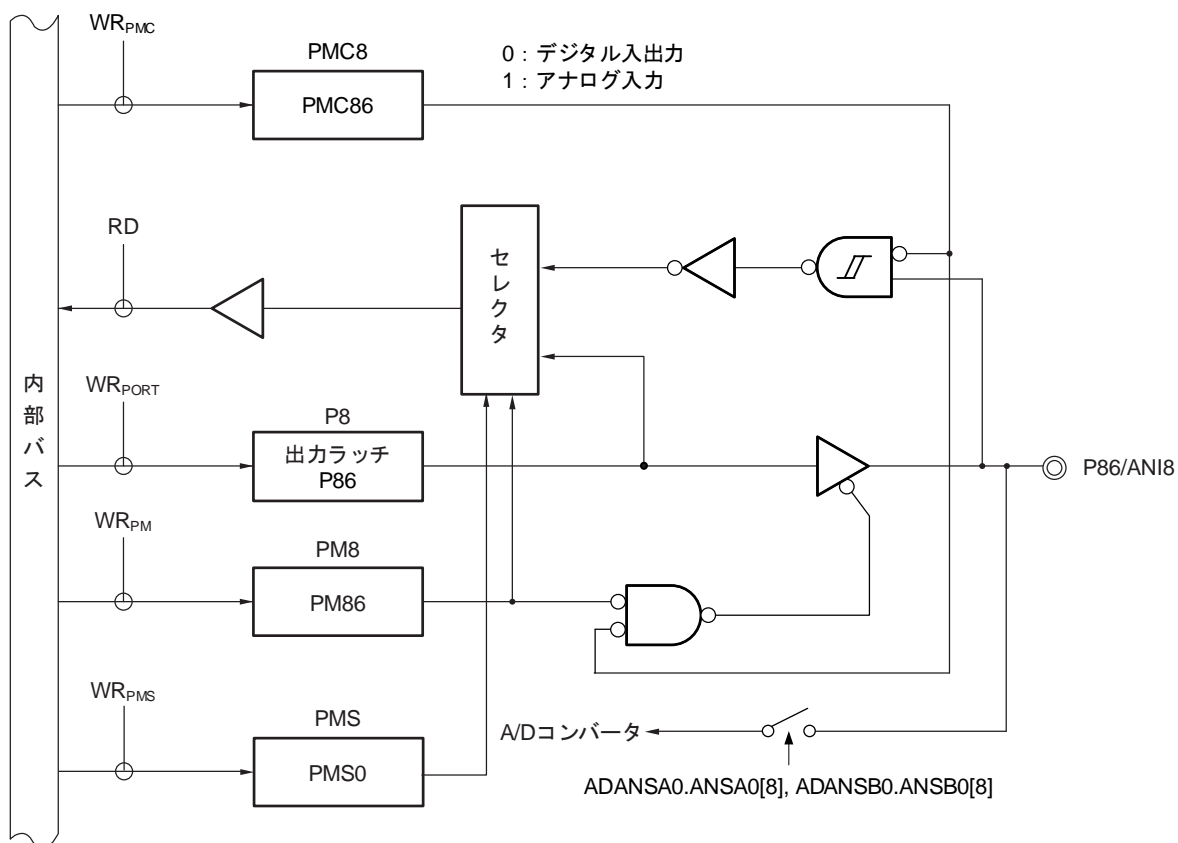 WRPMC
PMC8
0：デジタル入出力
1：アナログ入力
PMC86
RD
セレクタ
内部バス
WRPORT
P8
出力ラッチ
P86
P86/ANI8
WRPM
PM8
PM86
WRPMS
PMS
A/Dコンバータ
PMS0
ADANSA0.ANSA0[8], ADANSB0.ANSB0[8]